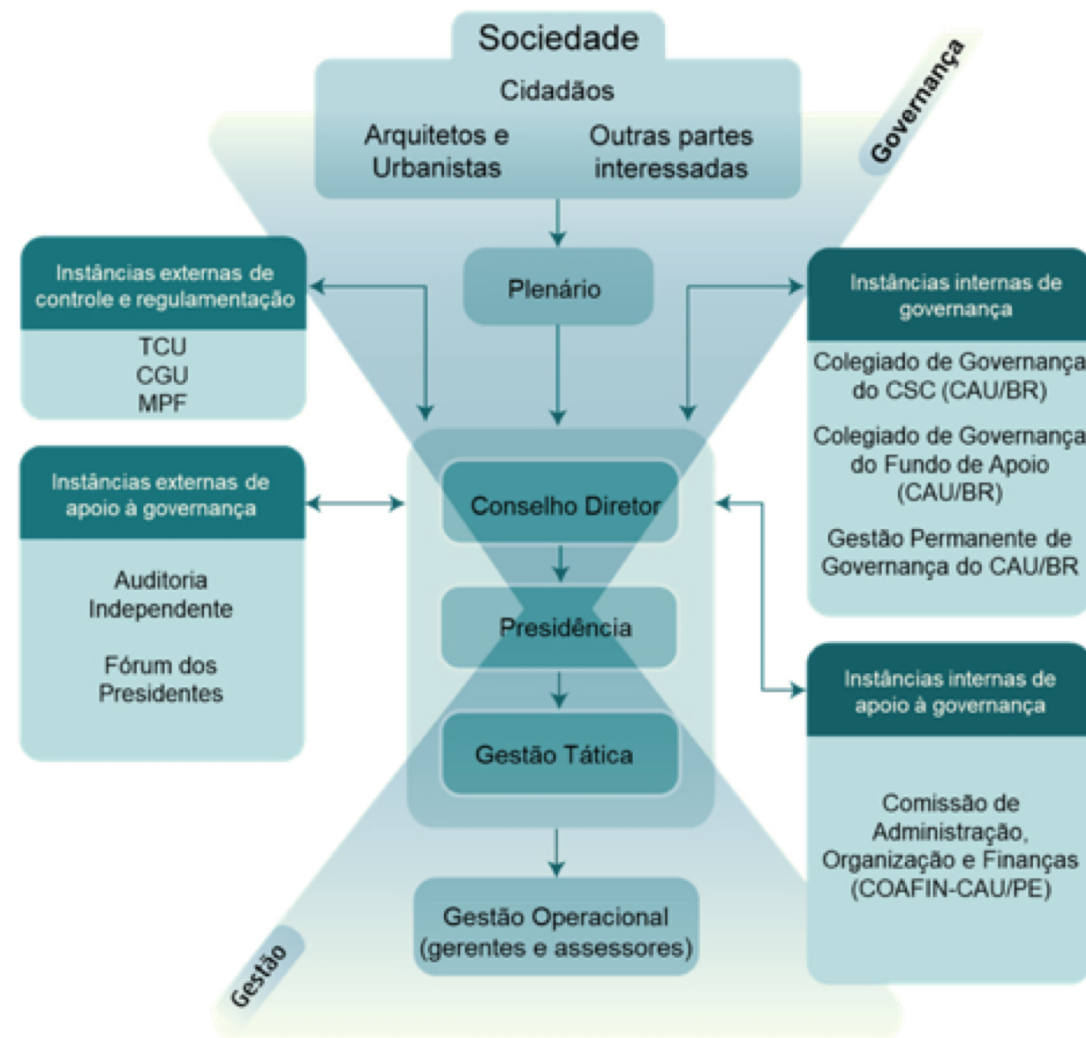 Sociedade
Cidadãos
Arquitetos e
Urbanistas
Outras partes
interessadas
Governança
Plenário
Instâncias externas de
controle e regulamentação
TCU
CGU
MPF
Instâncias internas de
governança
Colegiado de Governança
do CSC (CAU/BR)
Colegiado de Governança
do Fundo de Apoio
(CAU/BR)
Gestão Permanente de
Governança do CAU/BR
Instâncias externas de
apoio à governança
Auditoria
Independente
Fórum dos
Presidentes
Conselho Diretor
Presidência
Gestão Tática
Instâncias internas de
apoio à governança
Comissão de
Administração,
Organização e Finanças
(COAFIN-CAU/PE)
Gestão Operacional
(gerentes e assessores)
Gestão